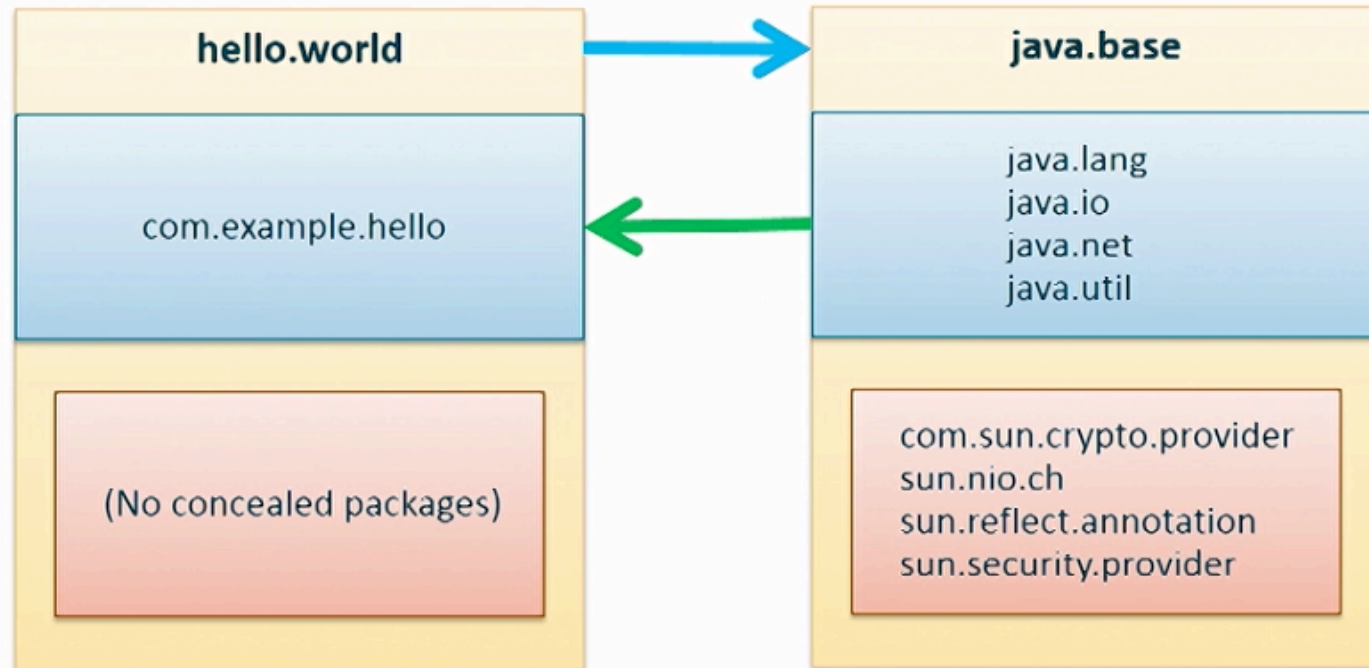 hello.world
com.example.hello
(No concealed packages)
java.base
java.lang
java.io
java.net
java.util
com.sun.crypto.provider
sun.nio.ch
sun.reflect.annotation
sun.security.provider